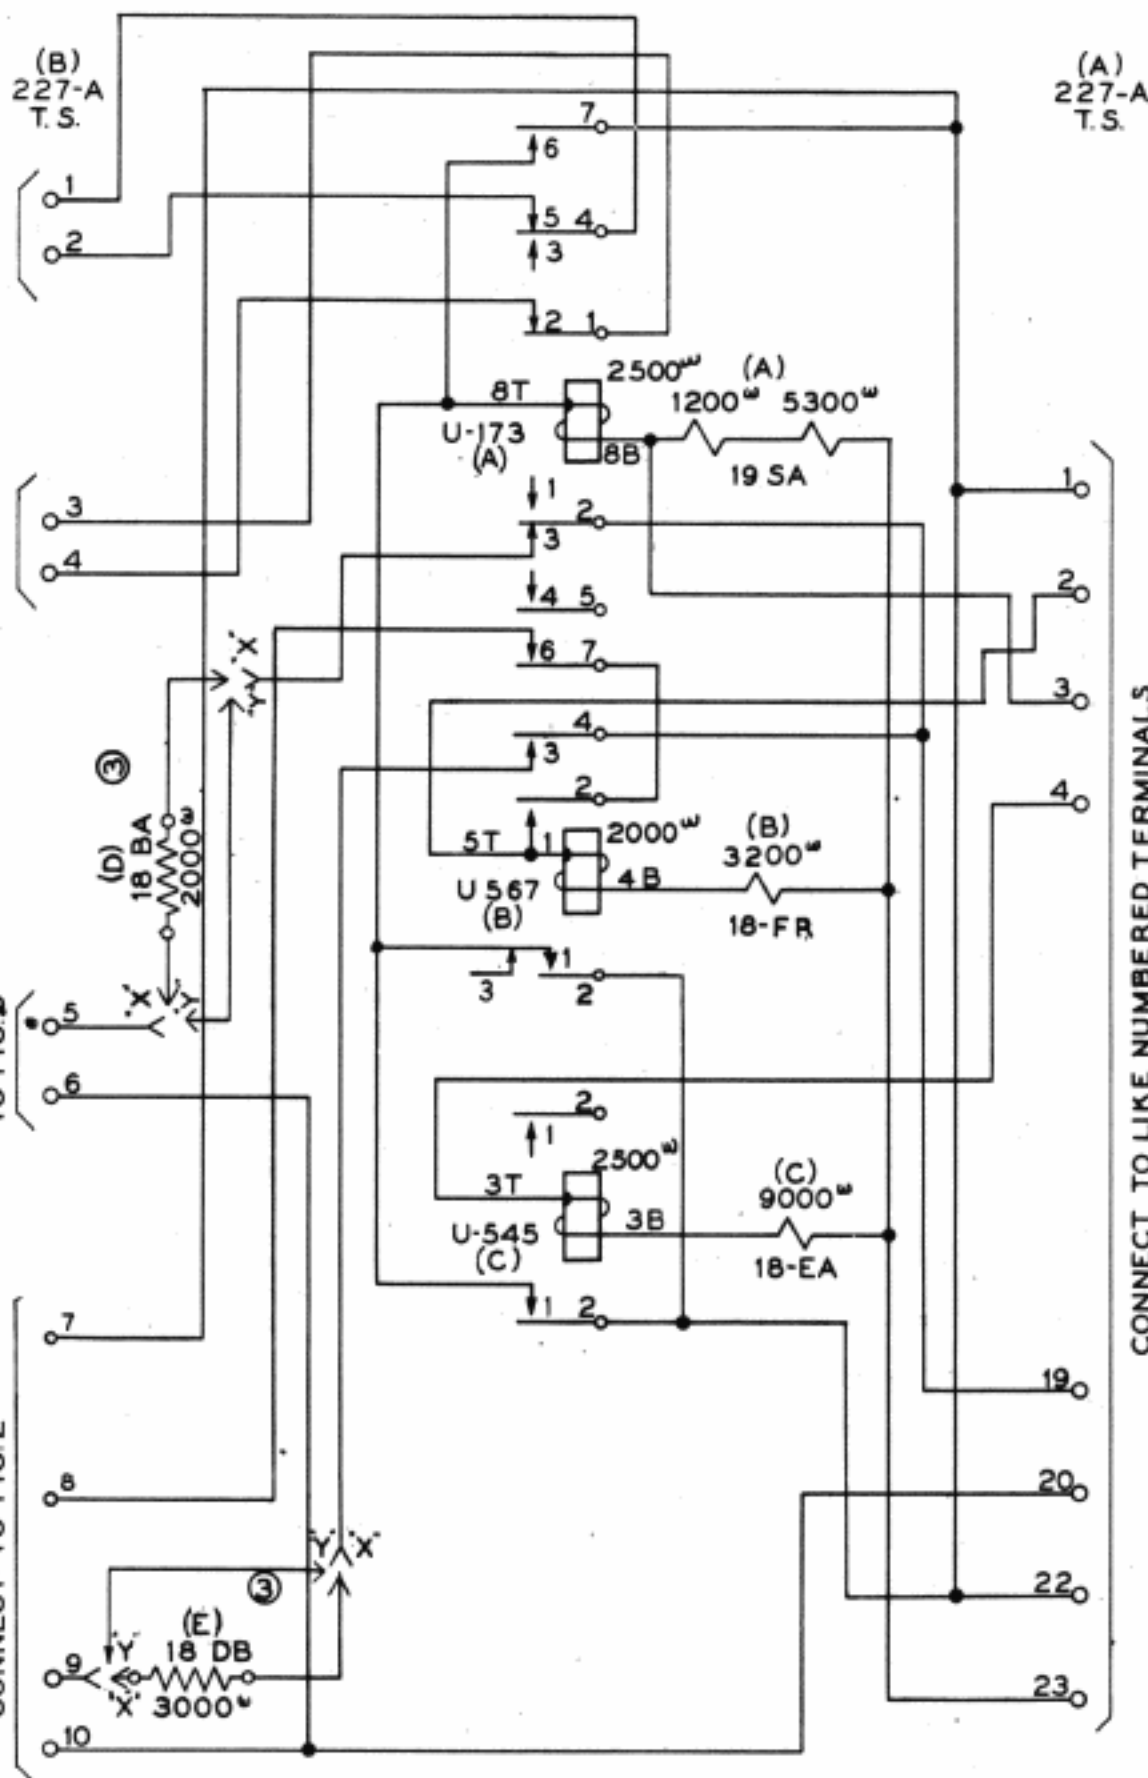 (B)
227-A
T.S.
(A)
227-A
T.S.
1
2
7
6
5 4
3
2 1
2500ω
(A)
1200ω 5300ω
8T
U-173
(A)
8B
19 SA
1
2
3
3
4
1
2
3
4
4 5
6 7
4
3
2
"X"
"Y"
③
(D)
18 BA
2000ω
"X" "Y"
5
6
5T 1
2000ω
(B)
3200ω
U 567
(B)
4B
18-FR
1
3 2
2
1
2500ω
(C)
9000ω
3T
U-545
(C)
3B
18-EA
1 2
7
8
"Y" "X"
③
(E)
18 DB
"Y"
9
"X" 3000ω
10
19
20
22
23
CONNECT TO LIKE NUMBERED TERMINALS